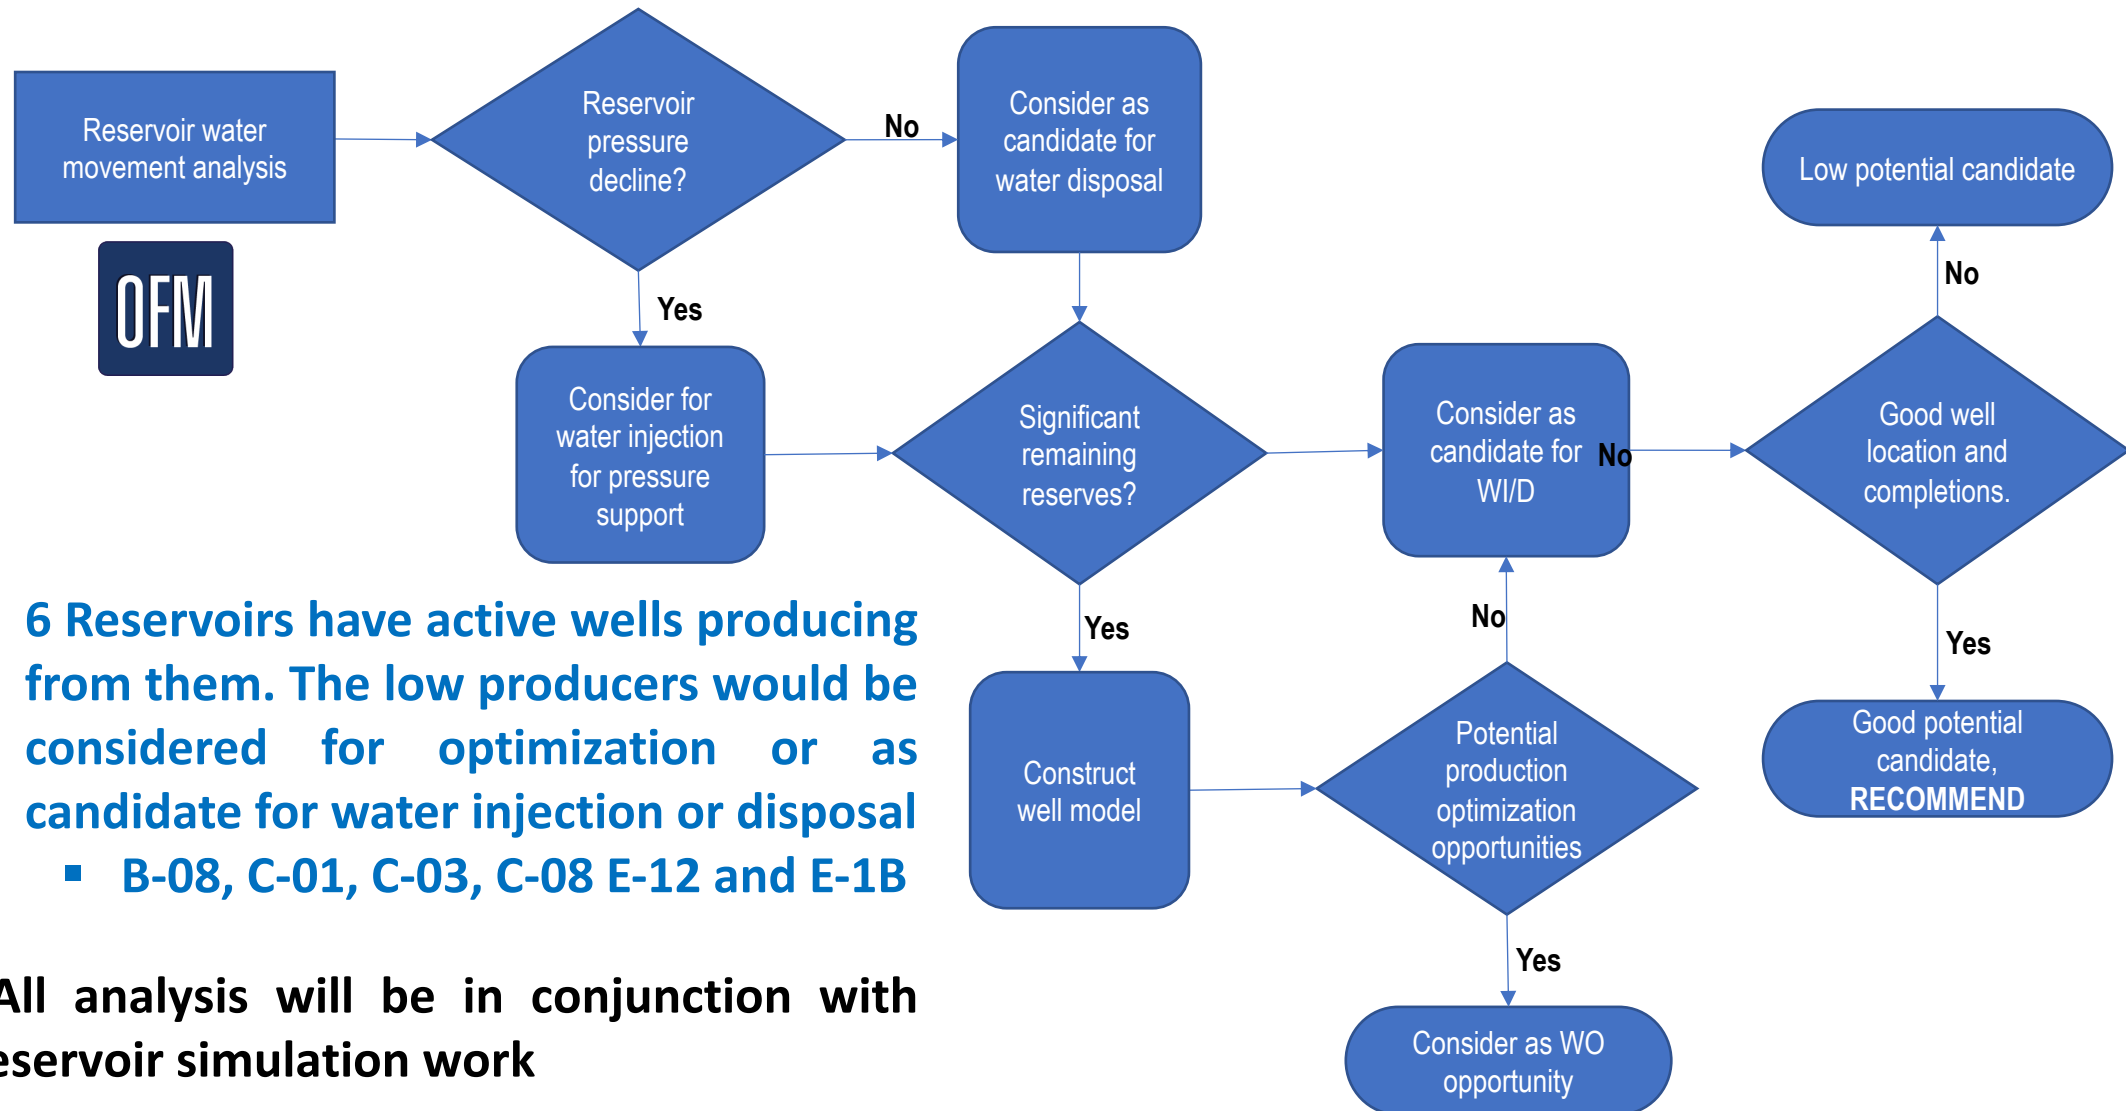 Reservoir water
movement analysis
OFM
Reservoir
pressure
decline?
No
Yes
Consider as
candidate for
water disposal
Consider for
water injection
for pressure
support
Significant
remaining
reserves?
Yes
Construct
well model
Consider as
candidate for
WI/D
No
No
Potential
production
optimization
opportunities
Yes
Consider as WO
opportunity
Good well
location and
completions.
No
Low potential candidate
Yes
Good potential
candidate,
RECOMMEND
6 Reservoirs have active wells producing
from them. The low producers would be
considered for optimization or as
candidate for water injection or disposal
▪ B-08, C-01, C-03, C-08 E-12 and E-1B
All analysis will be in conjunction with
eservoir simulation work